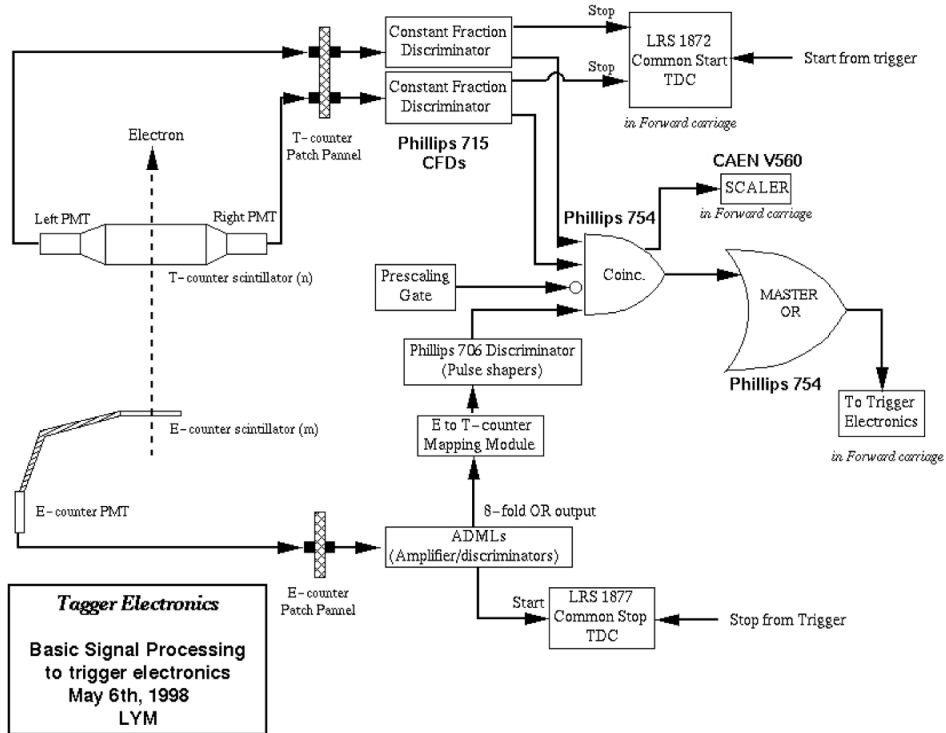 Stop
Constant Fraction
Discriminator
LRS 1872
Common Start
TDC
Start from trigger
Stop
Constant Fraction
Discriminator
in Forward carriage
Electron
T-counter
Patch Pannel
Phillips 715
CFDs
CAEN V560
SCALER
in Forward carriage
Left PMT
Right PMT
Phillips 754
T-counter scintillator (n)
Prescaling
Gate
Coinc.
MASTER
OR
Phillips 706 Discriminator
(Pulse shapers)
Phillips 754
To Trigger
Electronics
in Forward carriage
E-counter scintillator (m)
E to T-counter
Mapping Module
E-counter PMT
8-fold OR output
ADMLs
(Amplifier/discriminators)
E-counter
Patch Pannel
Start
LRS 1877
Common Stop
TDC
Stop from Trigger
Tagger Electronics
Basic Signal Processing
to trigger electronics
May 6th, 1998
LYM